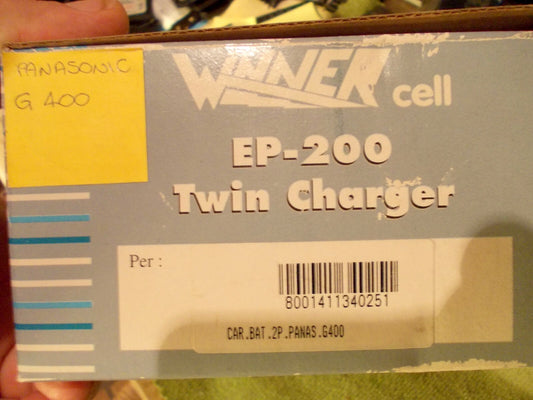 PANASONIC
G 400
WINNER cell
EP-200
Twin Charger
Per :
8001411340251
CAR.BAT.2P.PANAS.G400